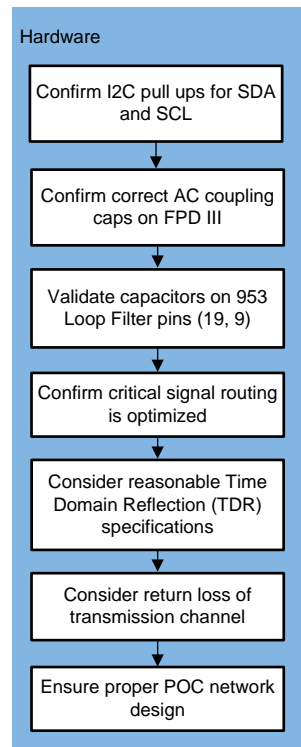 Hardware
Confirm I2C pull ups for SDA
and SCL
Confirm correct AC coupling
caps on FPD III
Validate capacitors on 953
Loop Filter pins (19, 9)
Confirm critical signal routing
is optimized
Consider reasonable Time
Domain Reflection (TDR)
specifications
Consider return loss of
transmission channel
Ensure proper POC network
design